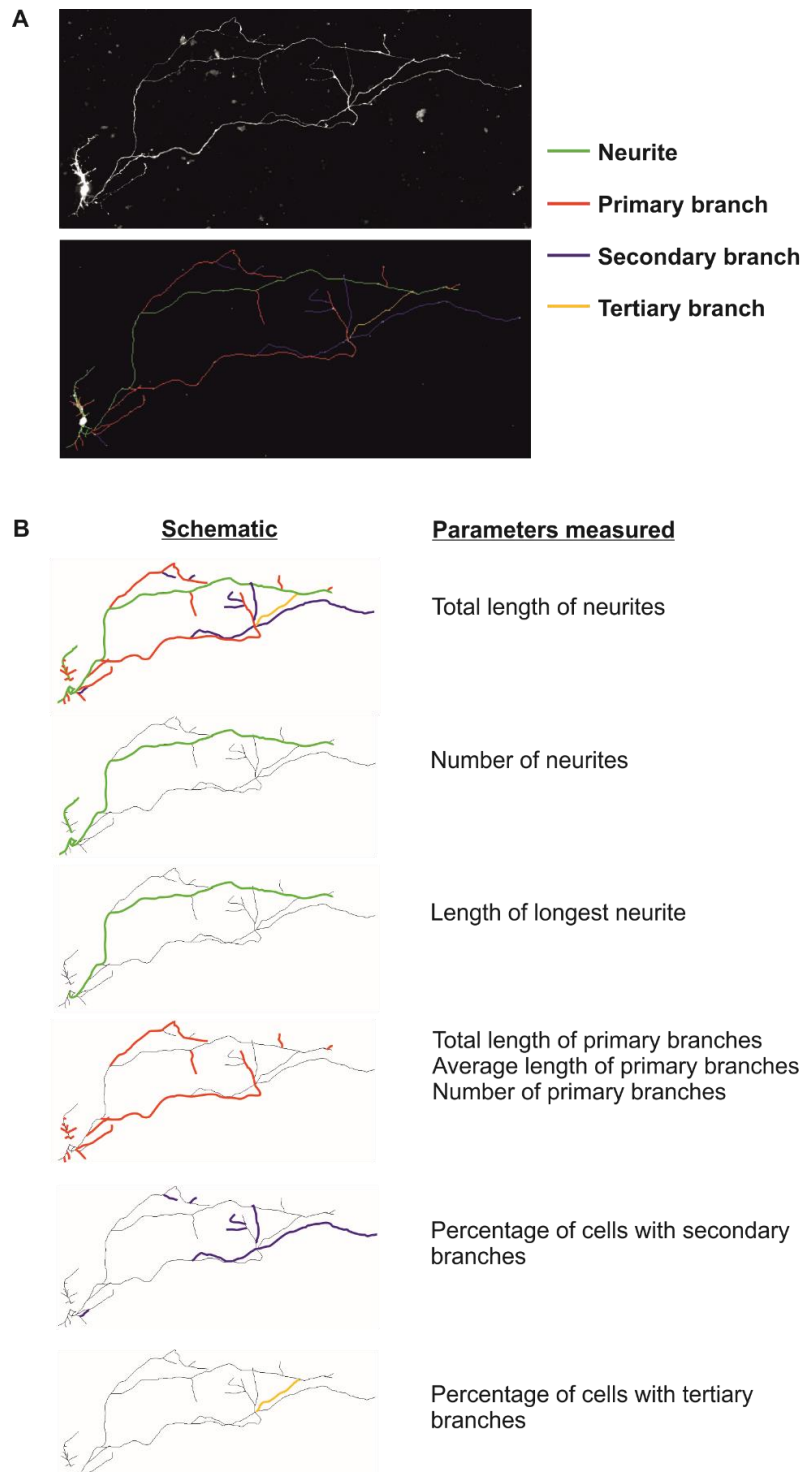 A
Neurite
Primary branch
Secondary branch
Tertiary branch
B
Schematic
Parameters measured
Total length of neurites
Number of neurites
Length of longest neurite
Total length of primary branches
Average length of primary branches
Number of primary branches
Percentage of cells with secondary
branches
Percentage of cells with tertiary
branches